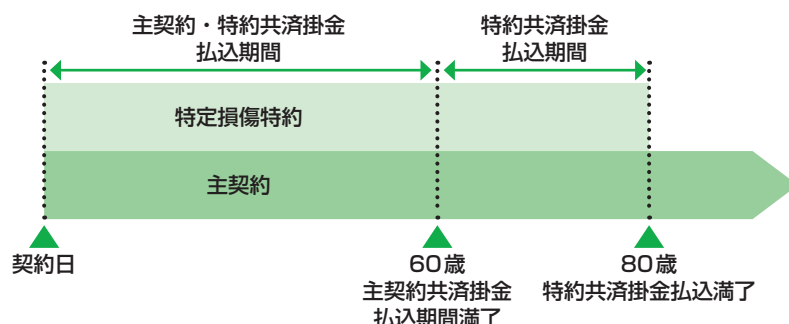 主契約・特約共済掛金
払込期間
特約共済掛金
払込期間
特定損傷特約
主契約
契約日
60歳
主契約共済掛金
払込期間満了
80歳
特約共済掛金払込満了